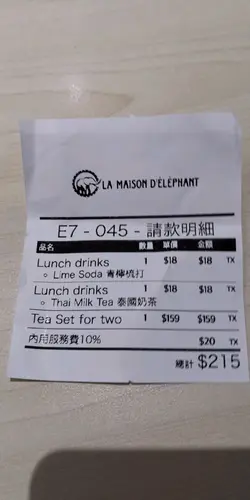 LA MAISON D'ÉLÉPHANT
E7 - 045 - 請款明細
品名 數量 單價 金額
Lunch drinks 1 $18 $18 TX
Lime Soda 青檸梳打
Lunch drinks 1 $18 $18 TX
Thai Milk Tea 泰國奶茶
Tea Set for two 1 $159 $159 TX
內用服務費10% $20 TX
總計 $215